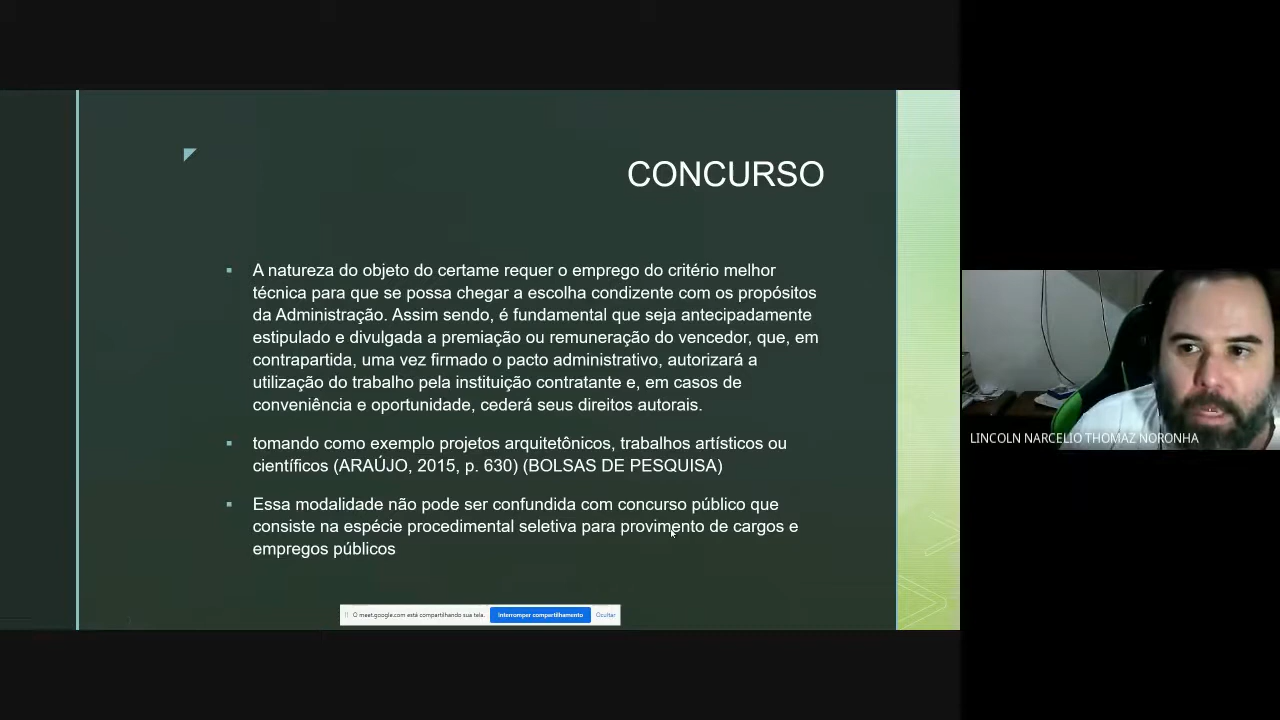 CONCURSO
A natureza do objeto do certame requer o emprego do critério melhor
técnica para que se possa chegar a escolha condizente com os propósitos
da Administração. Assim sendo, é fundamental que seja antecipadamente
estipulado e divulgada a premiação ou remuneração do vencedor, que, em
contrapartida, uma vez firmado o pacto administrativo, autorizará a
utilização do trabalho pela instituição contratante e, em casos de
conveniência e oportunidade, cederá seus direitos autorais.
tomando como exemplo projetos arquitetônicos, trabalhos artísticos ou
científicos (ARAÚJO, 2015, p. 630) (BOLSAS DE PESQUISA)
Essa modalidade não pode ser confundida com concurso público que
consiste na espécie procedimental seletiva para provimento de cargos e
empregos públicos
O meet.google.com está compartilhando sua tela. Interromper compartilhamento Ocultar
LINCOLN NARCELIO THOMAZ NORONHA